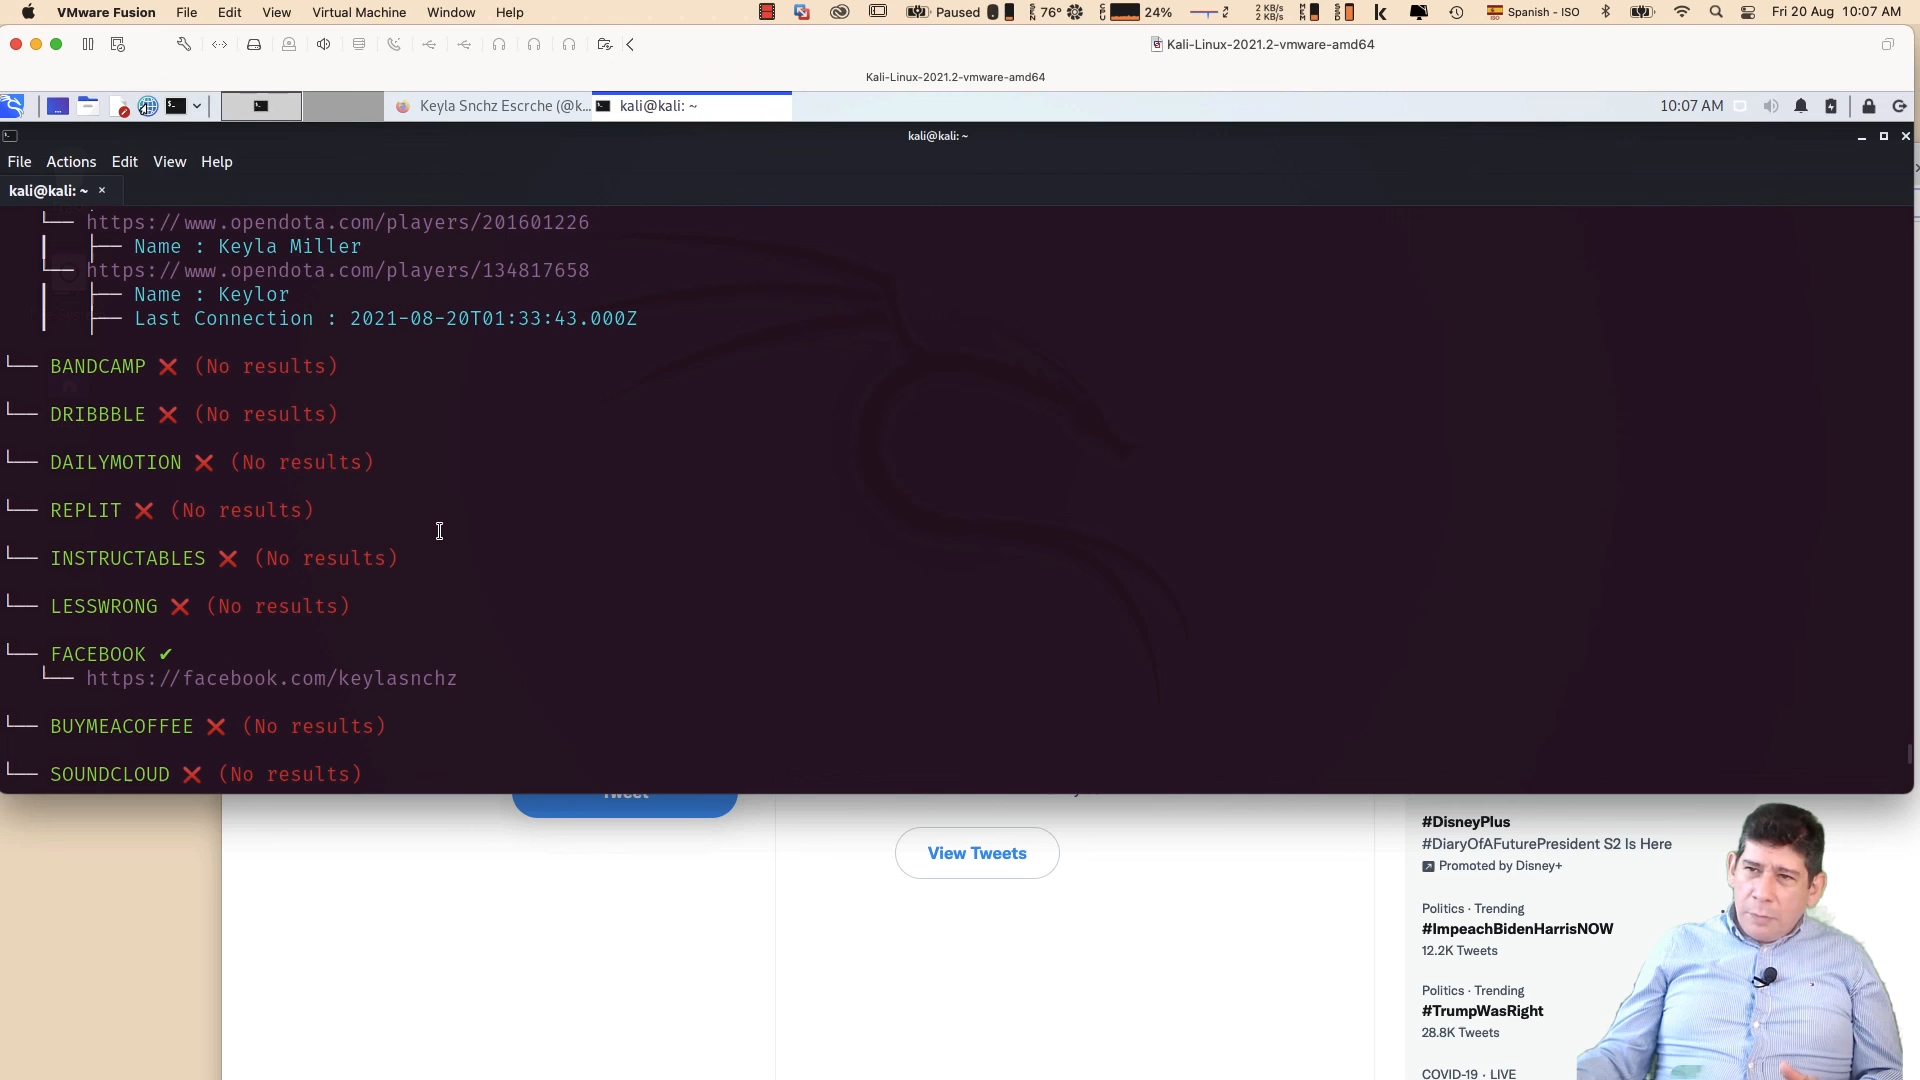 VMware Fusion File Edit View Virtual Machine Window Help Paused 76° 24% 2 KB/s 2 KB/s Spanish - ISO Fri 20 Aug 10:07 AM
Kali-Linux-2021.2-vmware-amd64
Kali-Linux-2021.2-vmware-amd64
Keyla Snchz Escrche (@k... kali@kali: ~ 10:07 AM
kali@kali: ~
File Actions Edit View Help
kali@kali: ~ ×
https://www.opendota.com/players/201601226
Name : Keyla Miller
https://www.opendota.com/players/134817658
Name : Keylor
Last Connection : 2021-08-20T01:33:43.000Z
BANDCAMP ❌ (No results)
DRIBBBLE ❌ (No results)
DAILYMOTION ❌ (No results)
REPLIT ❌ (No results)
INSTRUCTABLES ❌ (No results)
LESSWRONG ❌ (No results)
FACEBOOK ✔
https://facebook.com/keylasnchz
BUYMEACOFFEE ❌ (No results)
SOUNDCLOUD ❌ (No results)
Tweet
View Tweets
#DisneyPlus
#DiaryOfAFuturePresident S2 Is Here
Promoted by Disney+
Politics · Trending
#ImpeachBidenHarrisNOW
12.2K Tweets
Politics · Trending
#TrumpWasRight
28.8K Tweets
COVID-19 · LIVE